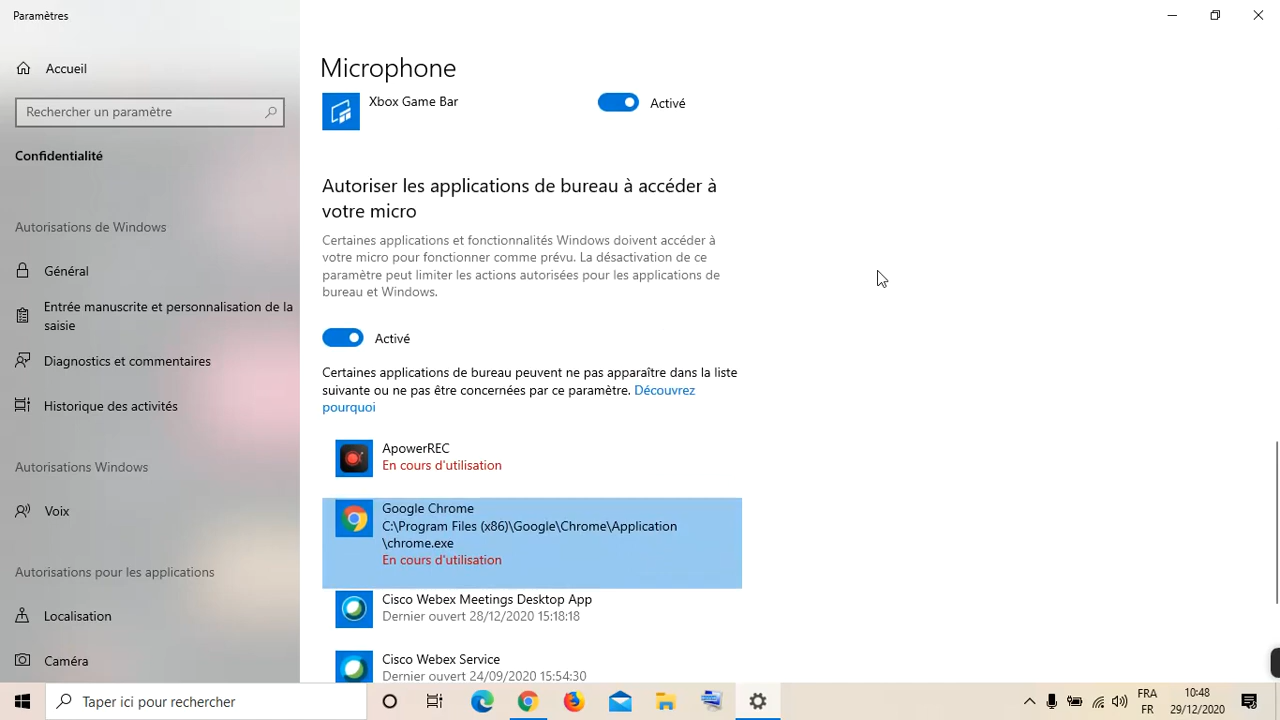 Paramètres
Accueil
Rechercher un paramètre
Confidentialité
Autorisations de Windows
Général
Entrée manuscrite et personnalisation de la
saisie
Diagnostics et commentaires
Historique des activités
Autorisations Windows
Voix
Autorisations pour les applications
Localisation
Caméra
Microphone
Xbox Game Bar
Activé
Autoriser les applications de bureau à accéder à
votre micro
Certaines applications et fonctionnalités Windows doivent accéder à
votre micro pour fonctionner comme prévu. La désactivation de ce
paramètre peut limiter les actions autorisées pour les applications de
bureau et Windows.
Activé
Certaines applications de bureau peuvent ne pas apparaître dans la liste
suivante ou ne pas être concernées par ce paramètre. Découvrez
pourquoi
ApowerREC
En cours d'utilisation
Google Chrome
C:\Program Files (x86)\Google\Chrome\Application
\chrome.exe
En cours d'utilisation
Cisco Webex Meetings Desktop App
Dernier ouvert 28/12/2020 15:18:18
Cisco Webex Service
Dernier ouvert 24/09/2020 15:54:30
Taper ici pour rechercher
FRA
FR
10:48
29/12/2020